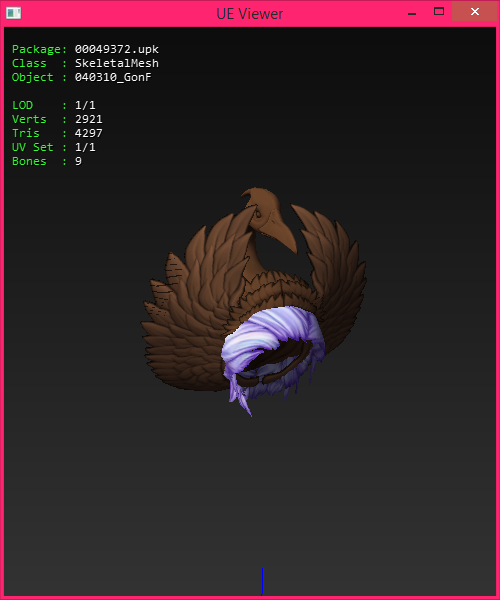 UE Viewer
Package: 00049372.upk
Class : SkeletalMesh
Object : 040310_GonF
LOD : 1/1
Verts : 2921
Tris : 4297
UV Set : 1/1
Bones : 9